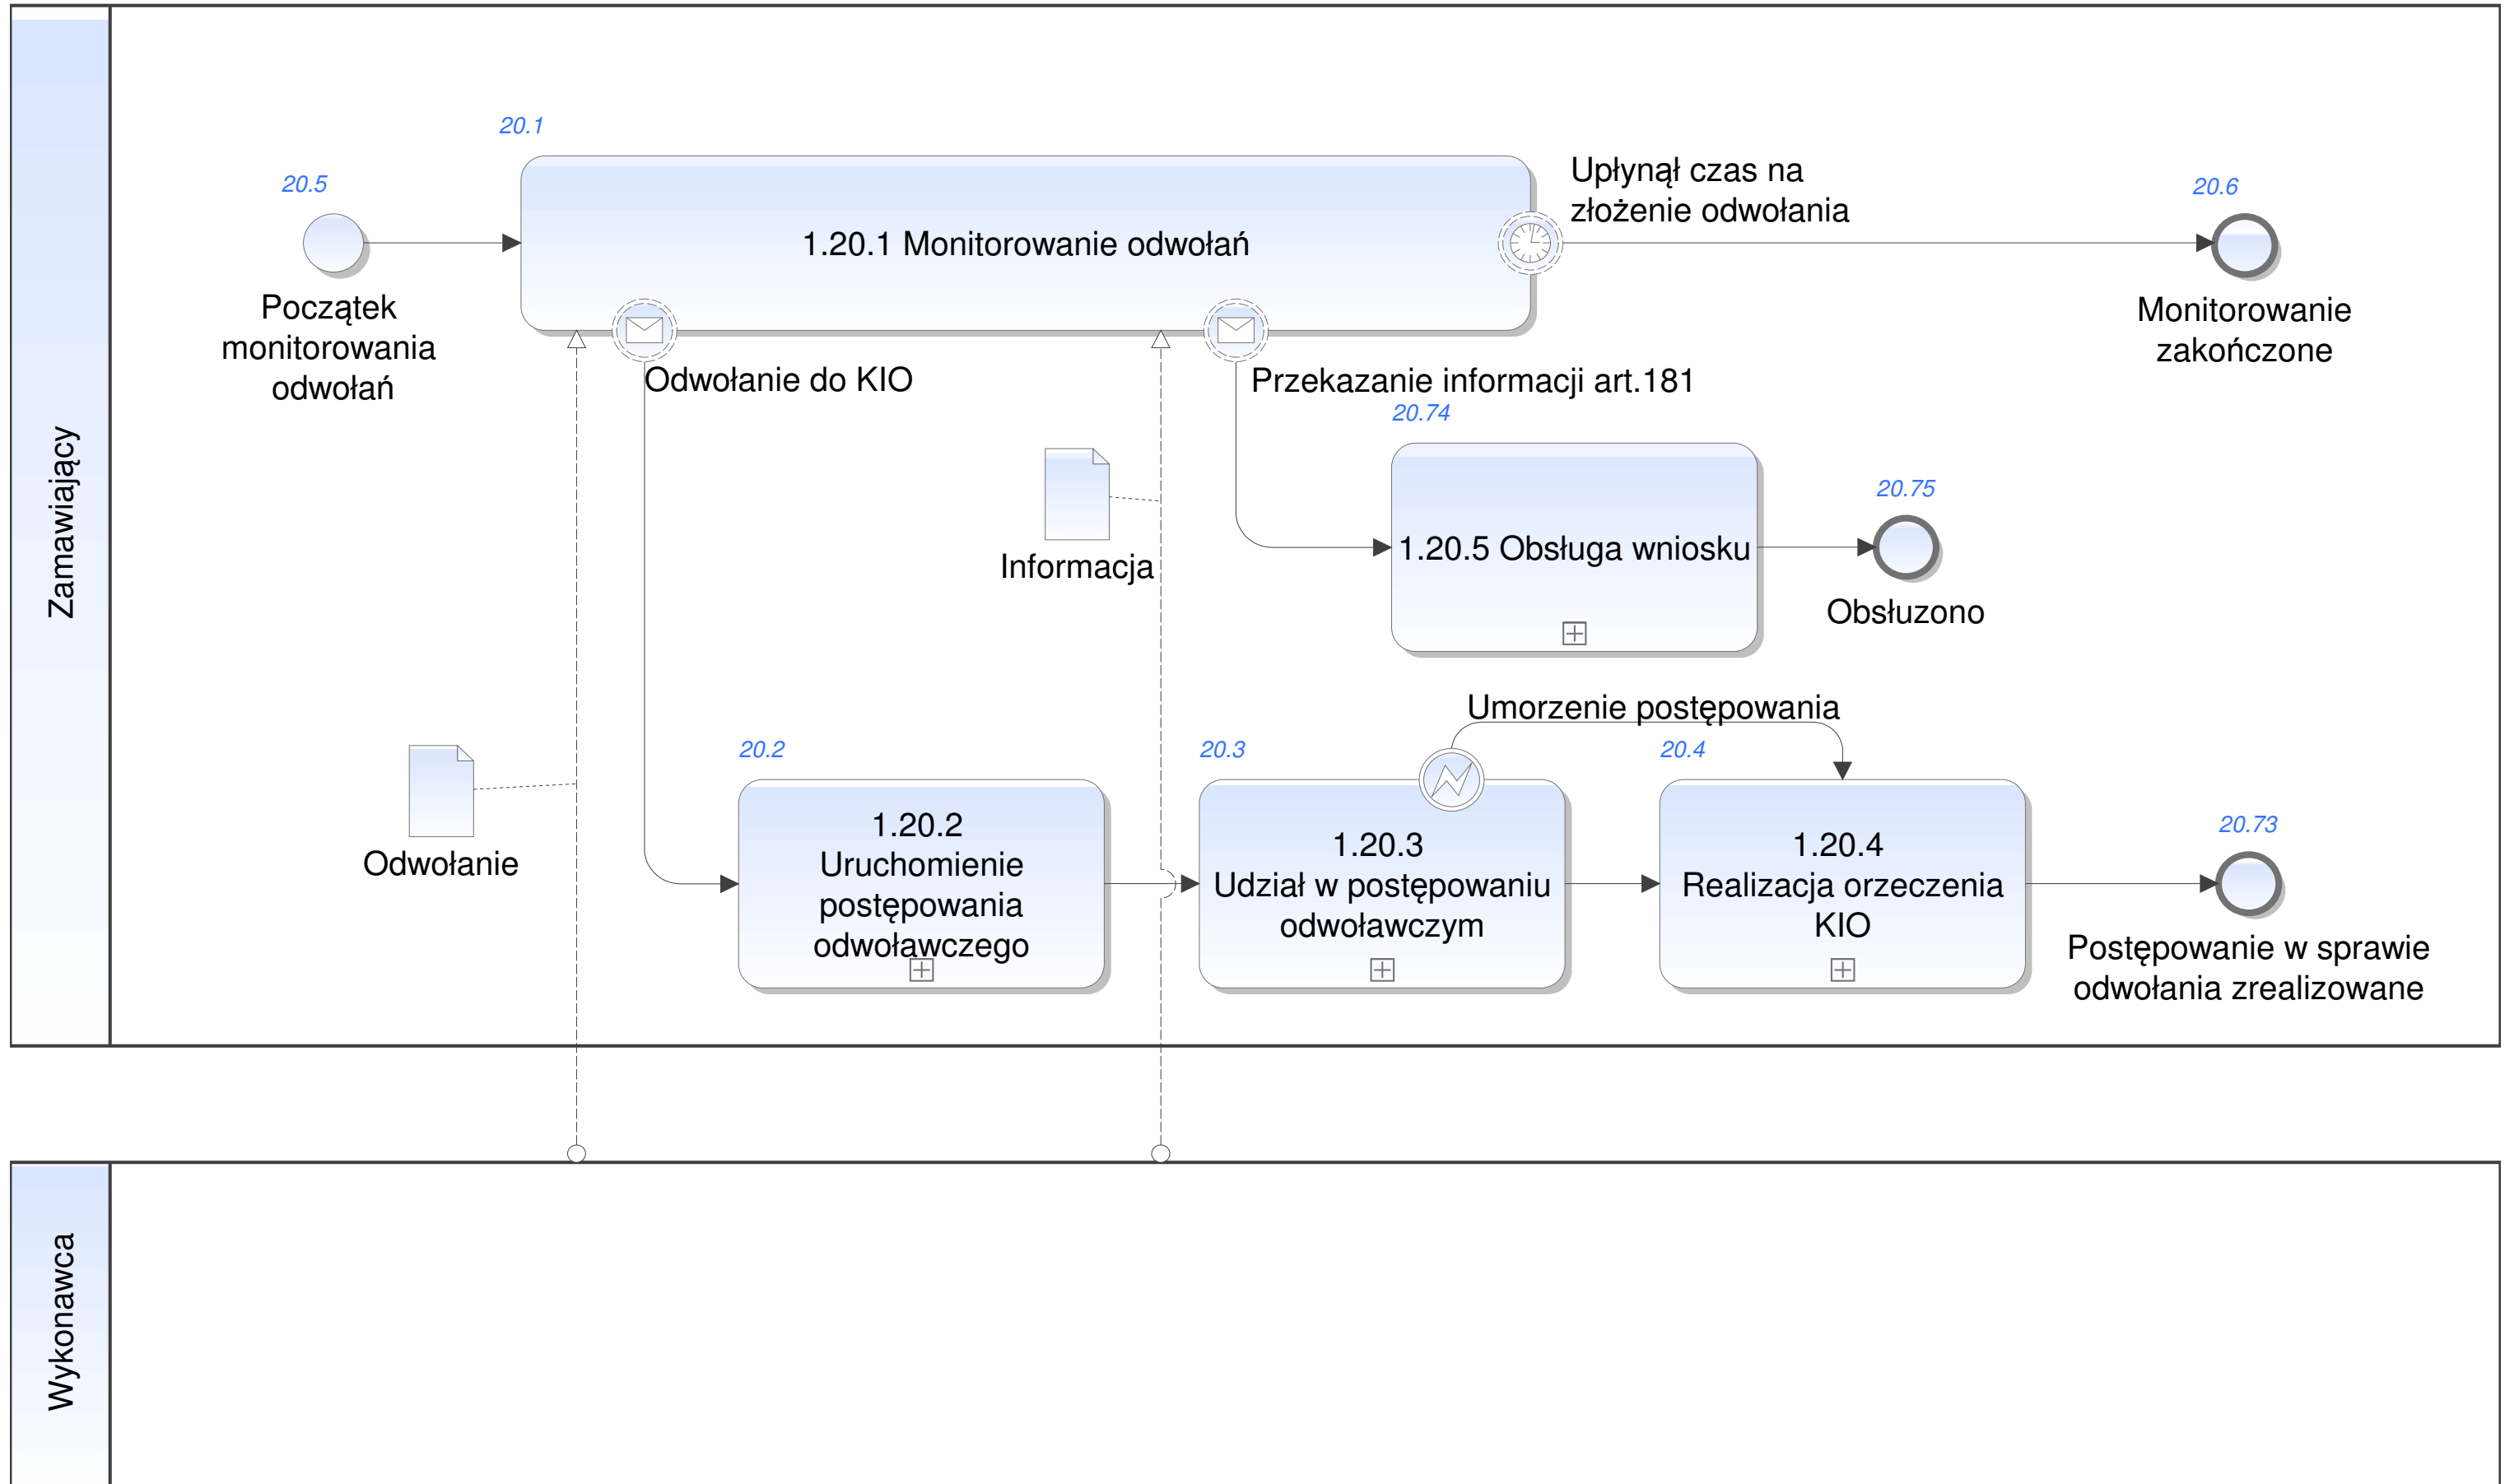 Zamawiający
20.1
20.5
Początek
monitorowania
odwołań
1.20.1 Monitorowanie odwołań
Upłynął czas na
złożenie odwołania
20.6
Monitorowanie
zakończone
Odwołanie do KIO
Przekazanie informacji art.181
20.74
1.20.5 Obsługa wniosku
20.75
Obsłuzono
Informacja
Odwołanie
Umorzenie postępowania
20.2
1.20.2
Uruchomienie
postępowania
odwoławczego
20.3
1.20.3
Udział w postępowaniu
odwoławczym
20.4
1.20.4
Realizacja orzeczenia
KIO
20.73
Postępowanie w sprawie
odwołania zrealizowane
Wykonawca